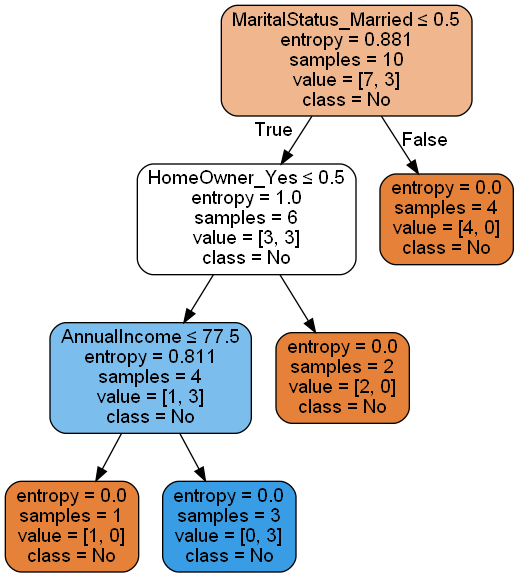 MaritalStatus_Married ≤ 0.5
entropy = 0.881
samples = 10
value = [7, 3]
class = No
True
False
HomeOwner_Yes ≤ 0.5
entropy = 1.0
samples = 6
value = [3, 3]
class = No
entropy = 0.0
samples = 4
value = [4, 0]
class = No
AnnualIncome ≤ 77.5
entropy = 0.811
samples = 4
value = [1, 3]
class = No
entropy = 0.0
samples = 2
value = [2, 0]
class = No
entropy = 0.0
samples = 1
value = [1, 0]
class = No
entropy = 0.0
samples = 3
value = [0, 3]
class = No